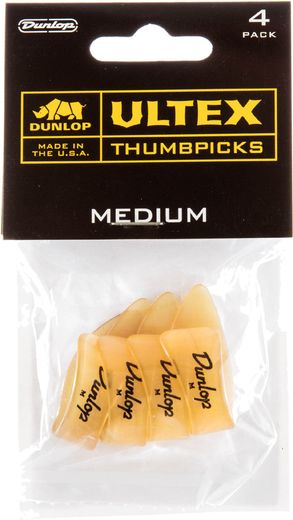 Dunlop
4
PACK
DUNLOP
MADE IN
THE U.S.A.
ULTEX
THUMBPICKS
MEDIUM
Dunlop
M
Dunlop
M
Dunlop
M
Dunlop
M